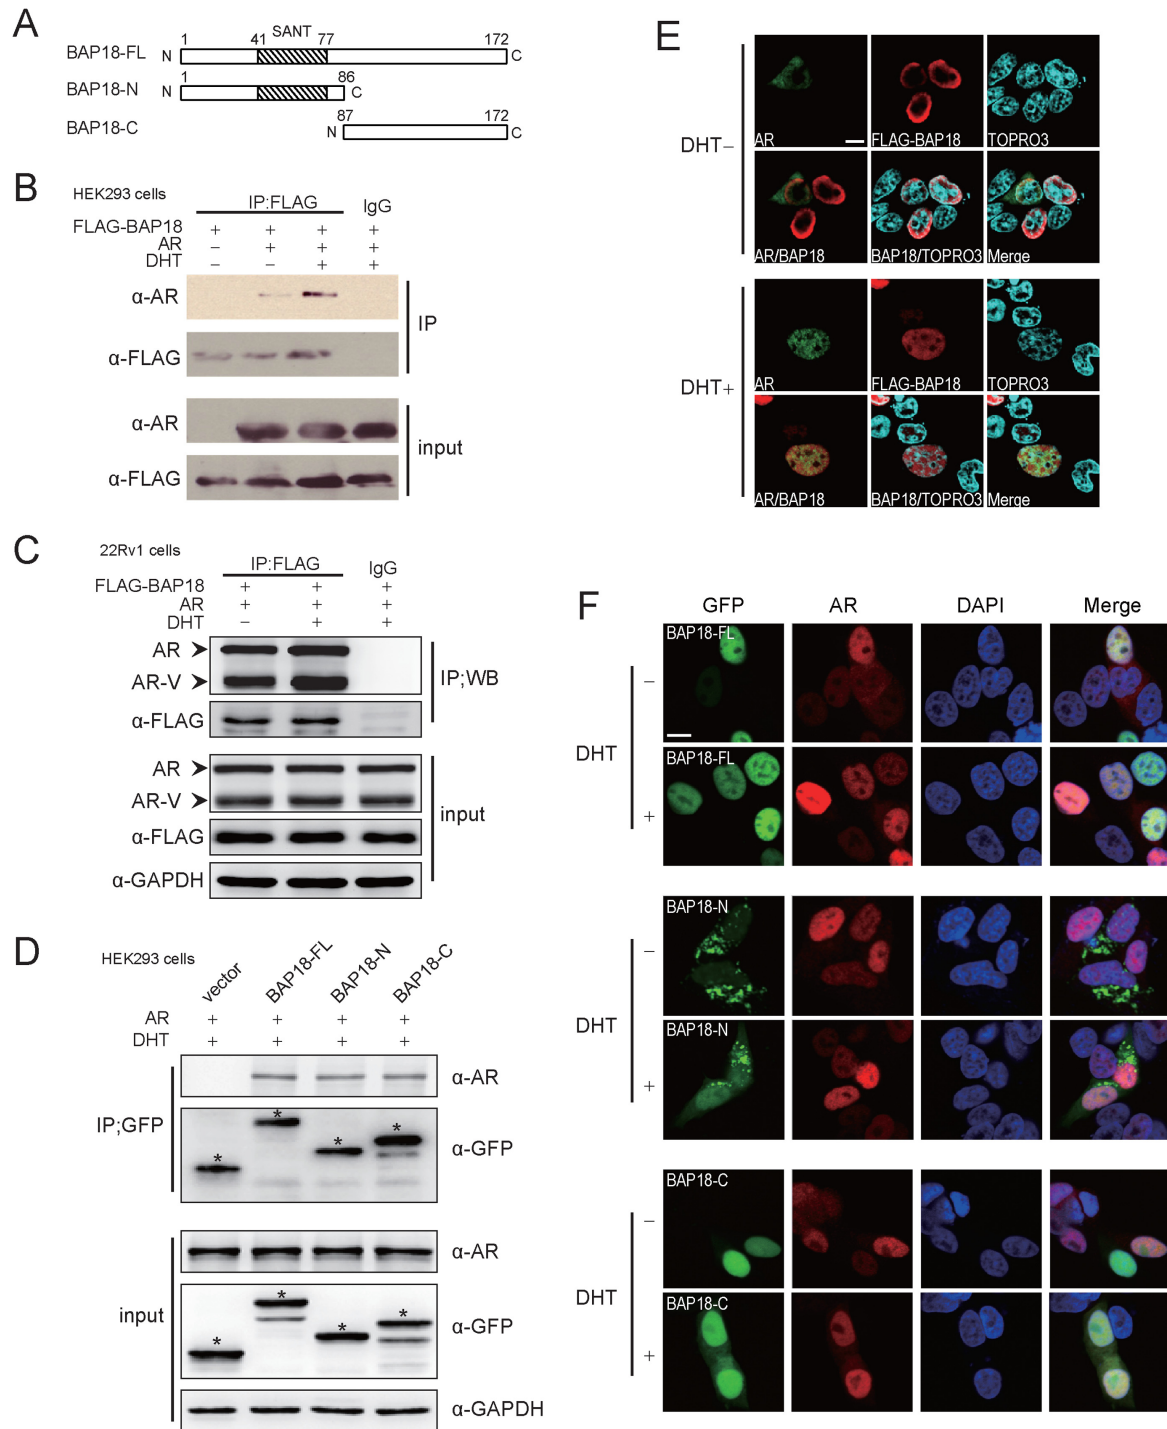 A
SANT
1 41 77 172
BAP18-FL N C
1 86
BAP18-N N C
87 172
BAP18-C N C
B
HEK293 cells
IP:FLAG IgG
FLAG-BAP18 + + + +
AR – + + +
DHT – – + +
α-AR
α-FLAG
IP
α-AR
α-FLAG
input
C
22Rv1 cells
IP:FLAG IgG
FLAG-BAP18 + + +
AR + + +
DHT – + +
AR
AR-V
α-FLAG
IP;WB
AR
AR-V
α-FLAG
α-GAPDH
input
D
HEK293 cells
vector BAP18-FL BAP18-N BAP18-C
AR + + + +
DHT + + + +
IP;GFP
α-AR
* * * *
α-GFP
input
α-AR
* * * *
α-GFP
α-GAPDH
E
DHT–
AR FLAG-BAP18 TOPRO3
AR/BAP18 BAP18/TOPRO3 Merge
DHT+
AR FLAG-BAP18 TOPRO3
AR/BAP18 BAP18/TOPRO3 Merge
F
GFP AR DAPI Merge
BAP18-FL
–
DHT
BAP18-FL
+
BAP18-N
–
DHT
BAP18-N
+
BAP18-C
–
DHT
BAP18-C
+